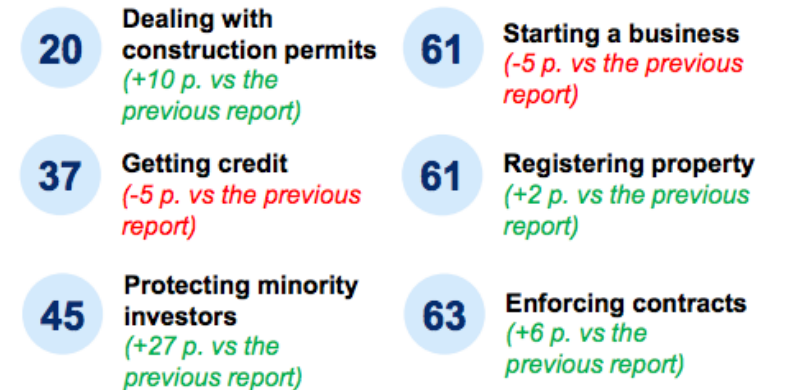 20
Dealing with
construction permits
(+10 p. vs the
previous report)
61
Starting a business
(-5 p. vs the previous
report)
37
Getting credit
(-5 p. vs the previous
report)
61
Registering property
(+2 p. vs the previous
report)
45
Protecting minority
investors
(+27 p. vs the
previous report)
63
Enforcing contracts
(+6 p. vs the
previous report)